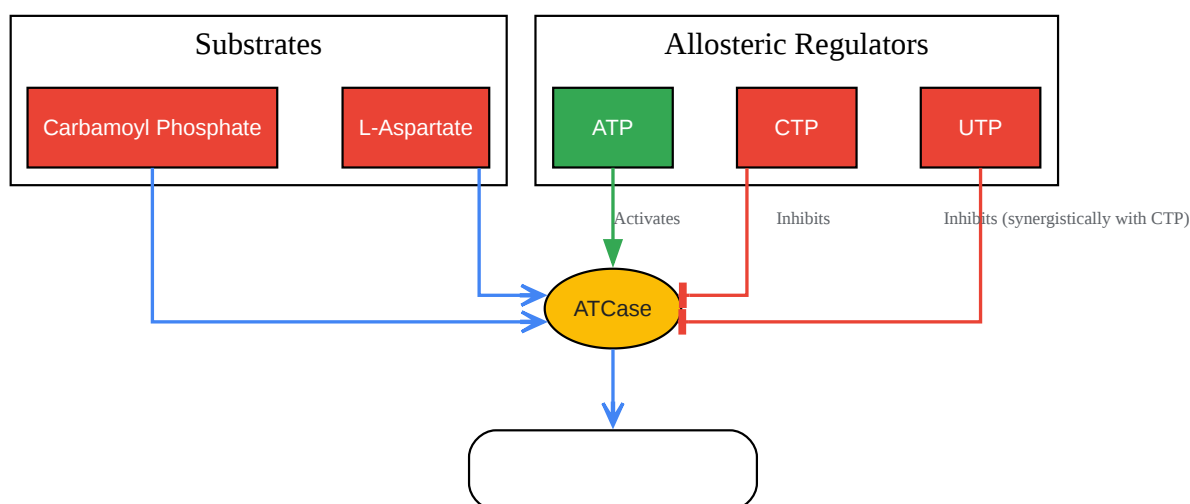 Substrates
Allosteric Regulators
Carbamoyl Phosphate
L-Aspartate
ATP
CTP
UTP
Activates
Inhibits
Inhibits (synergistically with CTP)
ATCase